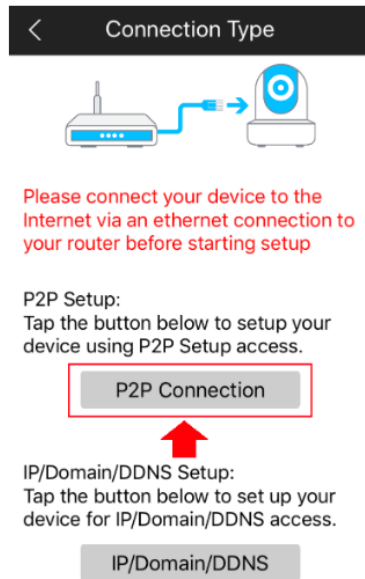 Connection Type
Please connect your device to the
Internet via an ethernet connection to
your router before starting setup
P2P Setup:
Tap the button below to setup your
device using P2P Setup access.
P2P Connection
IP/Domain/DDNS Setup:
Tap the button below to set up your
device for IP/Domain/DDNS access.
IP/Domain/DDNS